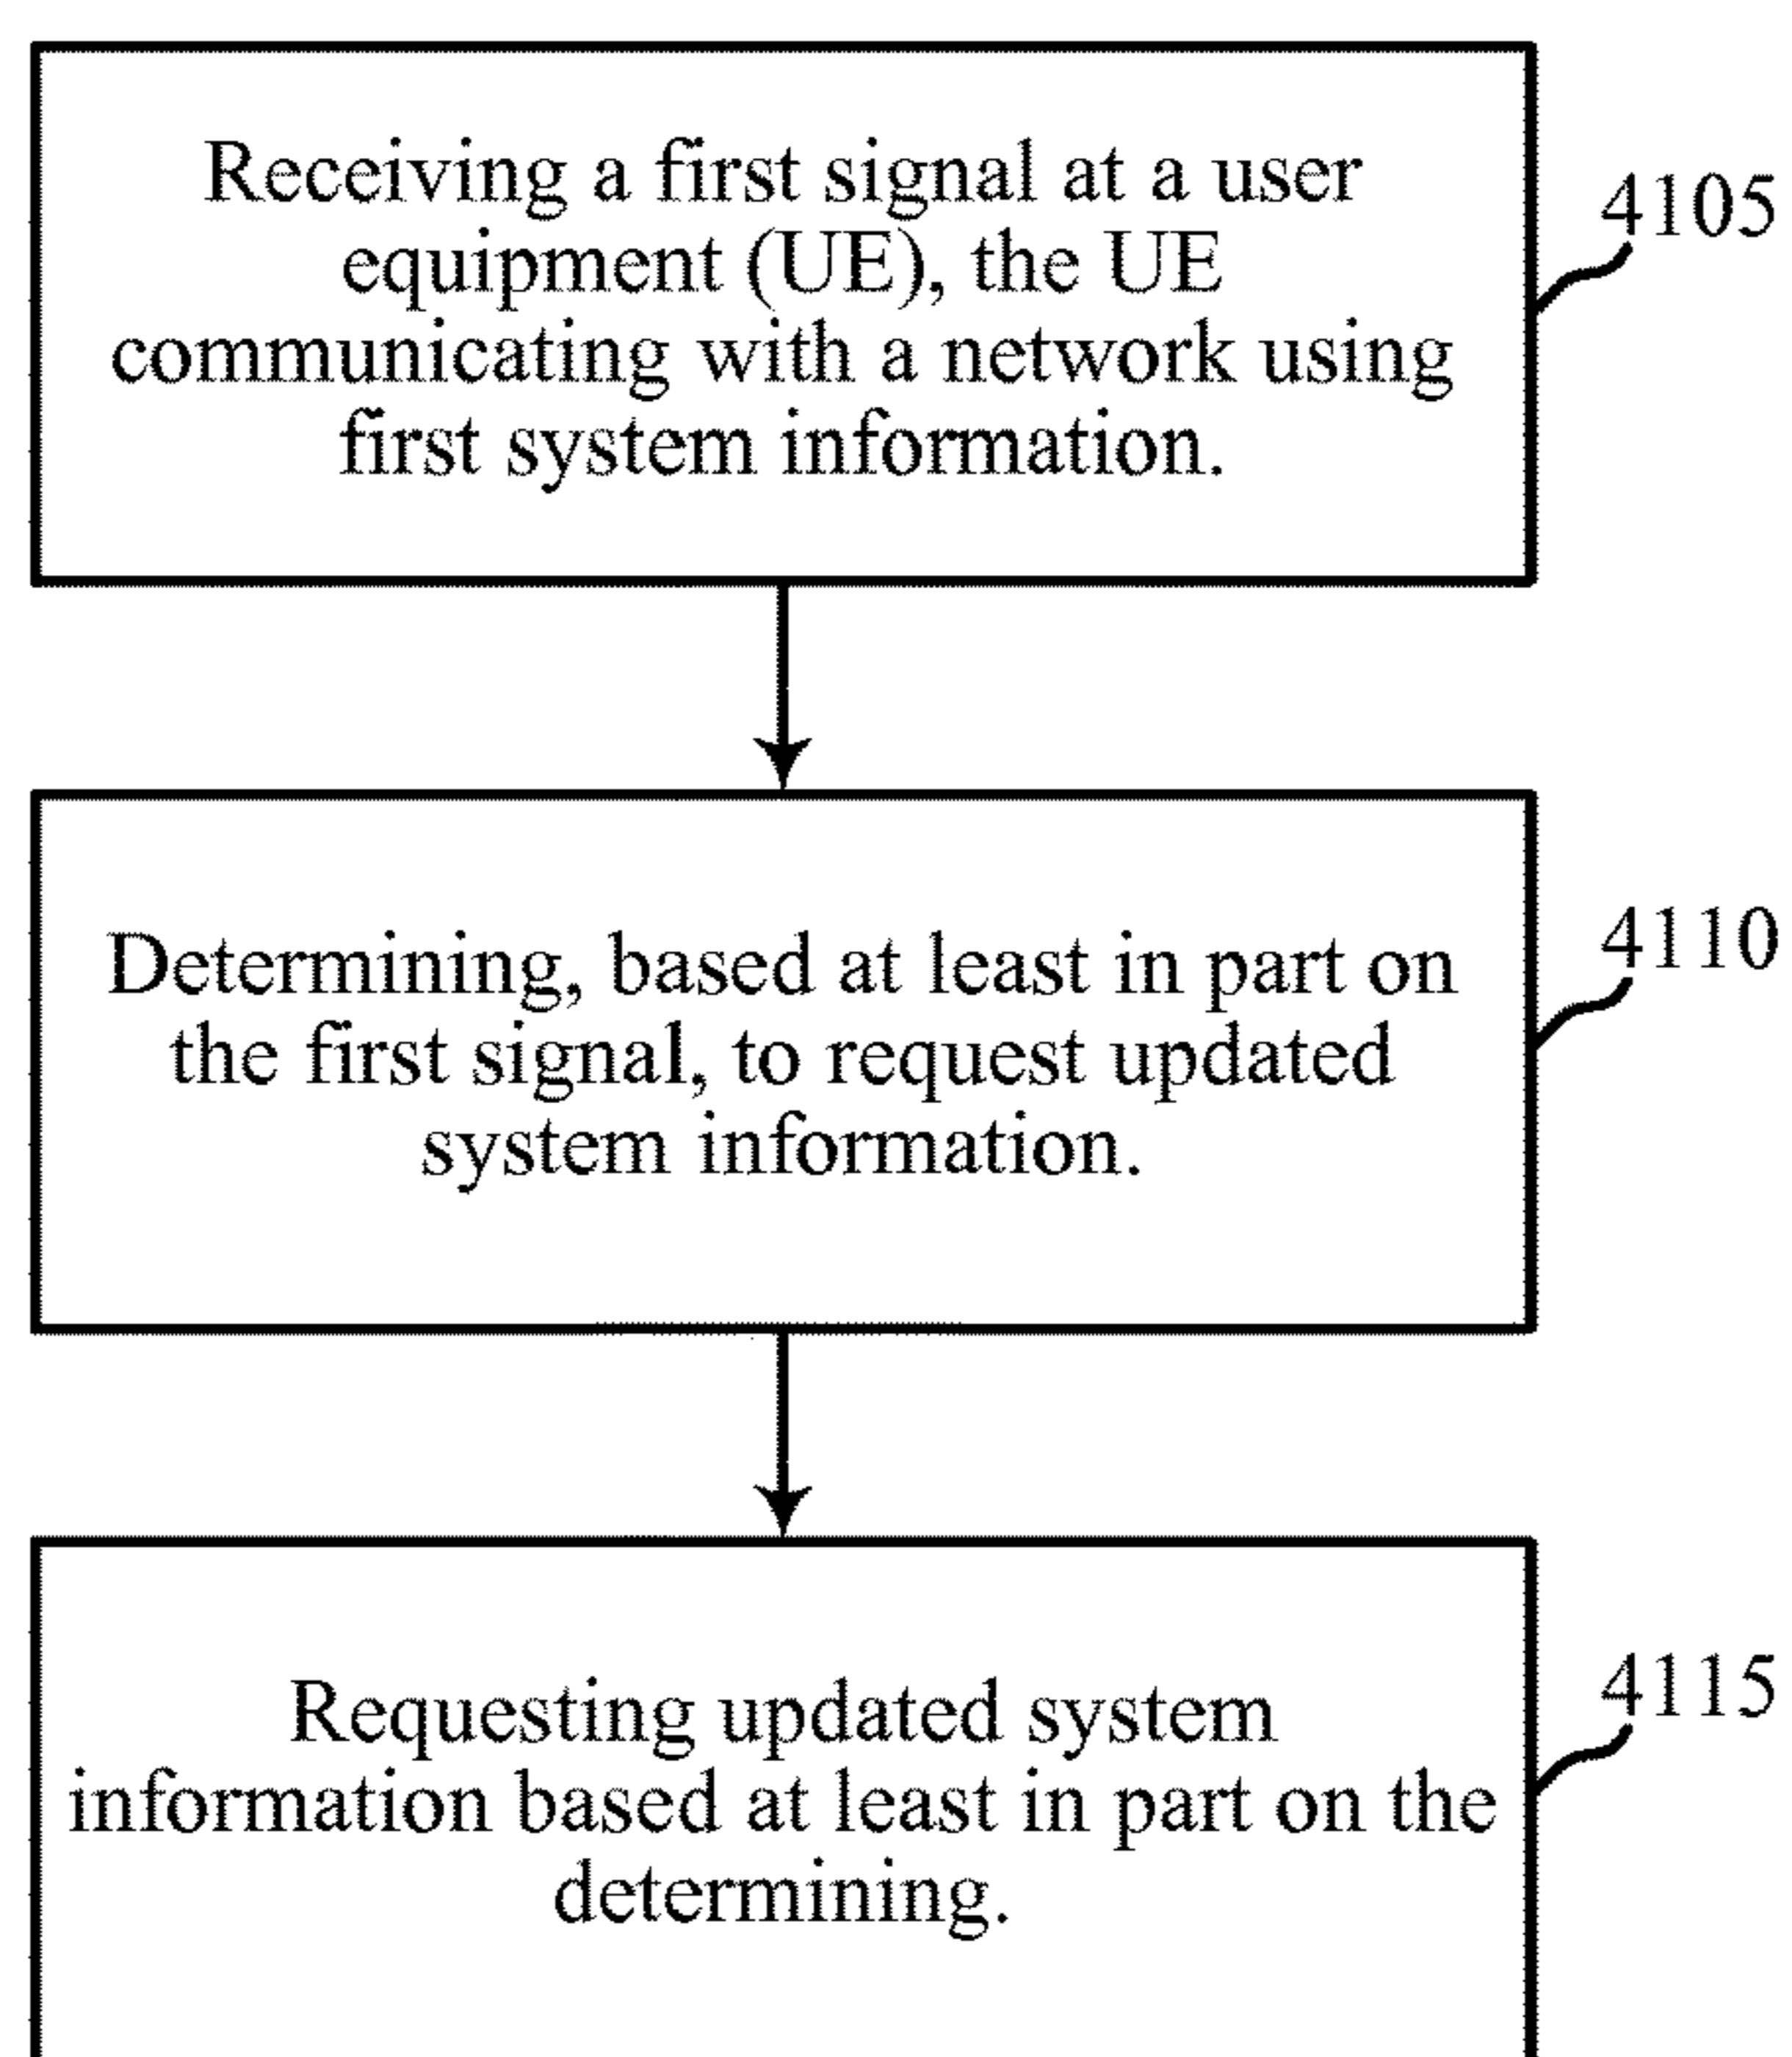 Receiving a first signal at a user
equipment (UE), the UE
communicating with a network using
first system information.
4105
Determining, based at least in part on
the first signal, to request updated
system information.
4110
Requesting updated system
information based at least in part on the
determining.
4115